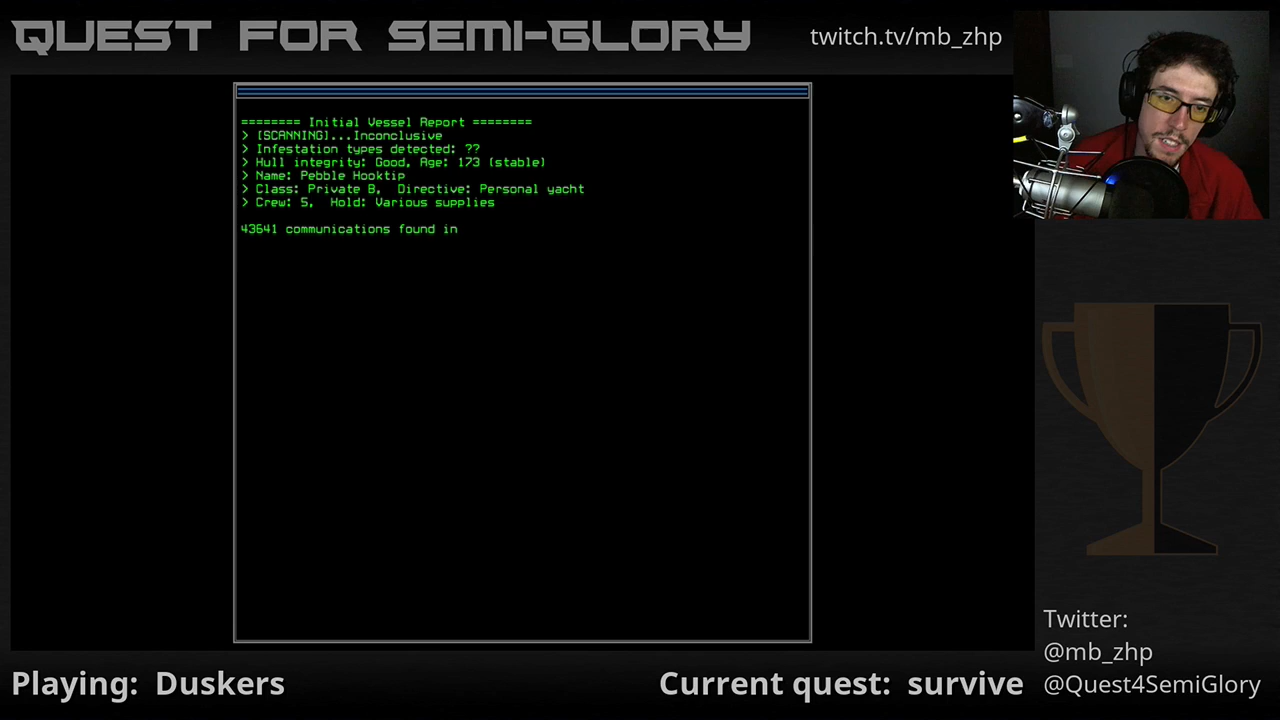 QUEST FOR SEMI-GLORY
twitch.tv/mb_zhp
======== Initial Vessel Report ========
> [SCANNING]...Inconclusive
> Infestation types detected: ??
> Hull integrity: Good, Age: 173 (stable)
> Name: Pebble Hooktip
> Class: Private B,  Directive: Personal yacht
> Crew: 5,  Hold: Various supplies
43641 communications found in
Twitter:
@mb_zhp
@Quest4SemiGlory
Playing:  Duskers
Current quest:  survive